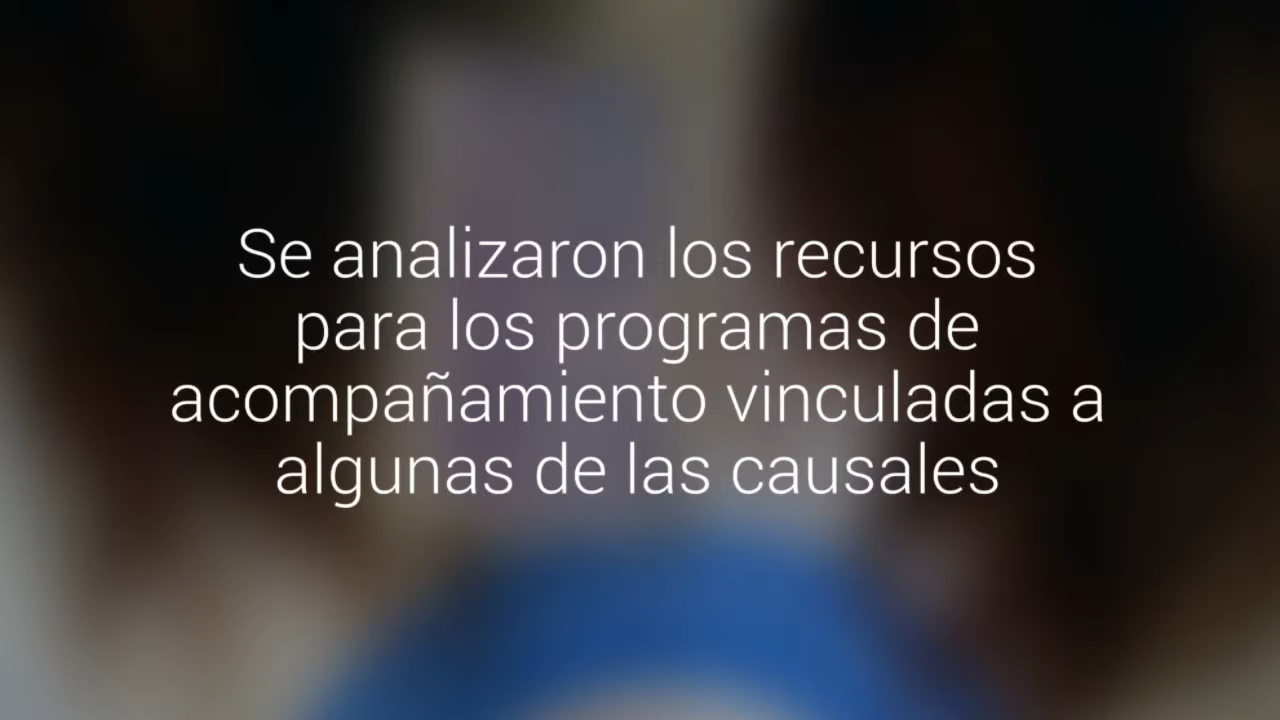 Se analizaron los recursos
para los programas de
acompañamiento vinculadas a
algunas de las causales